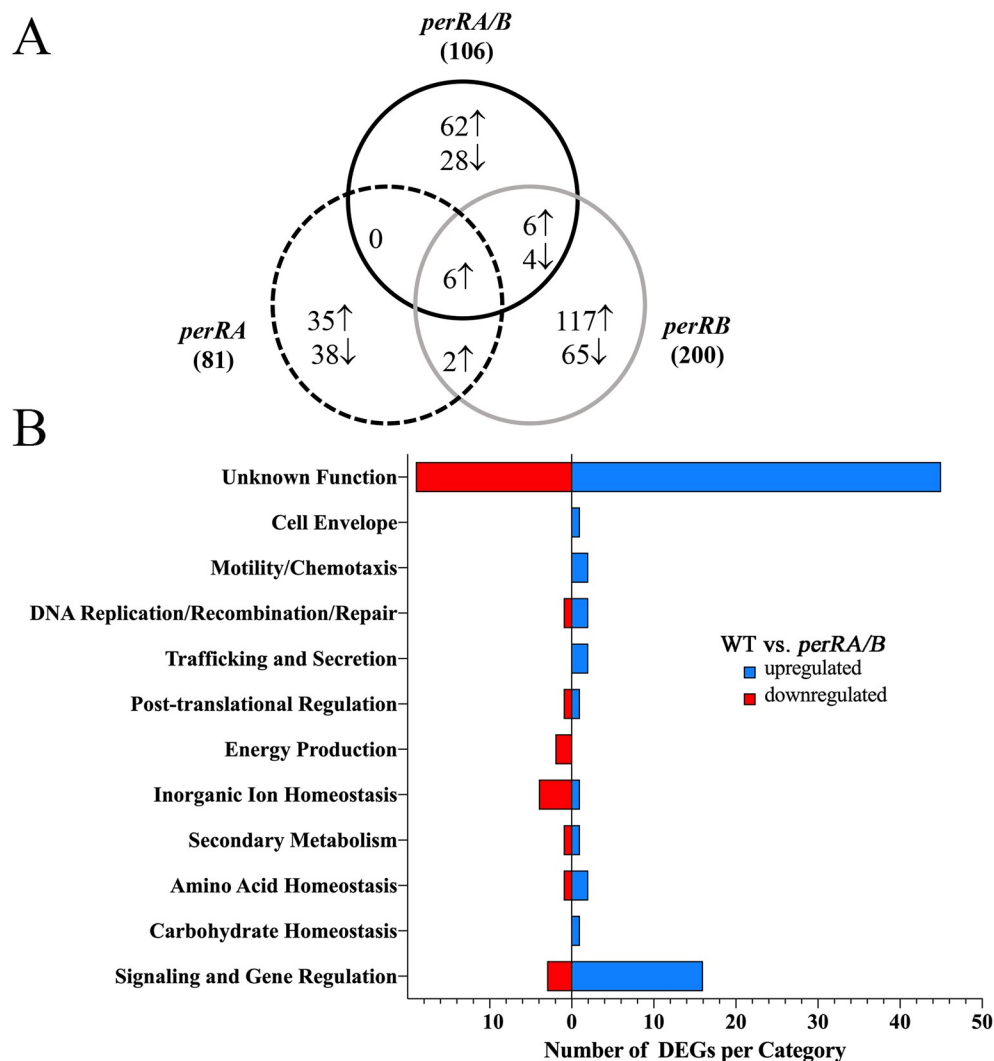 A
perRA/B
(106)
62↑
28↓
0
6↑
4↓
6↑
35↑
38↓
2↑
117↑
65↓
perRA
(81)
perRB
(200)
B
Unknown Function
Cell Envelope
Motility/Chemotaxis
DNA Replication/Recombination/Repair
Trafficking and Secretion
Post-translational Regulation
Energy Production
Inorganic Ion Homeostasis
Secondary Metabolism
Amino Acid Homeostasis
Carbohydrate Homeostasis
Signaling and Gene Regulation
WT vs. perRA/B
upregulated
downregulated
10 0 10 20 30 40 50
Number of DEGs per Category